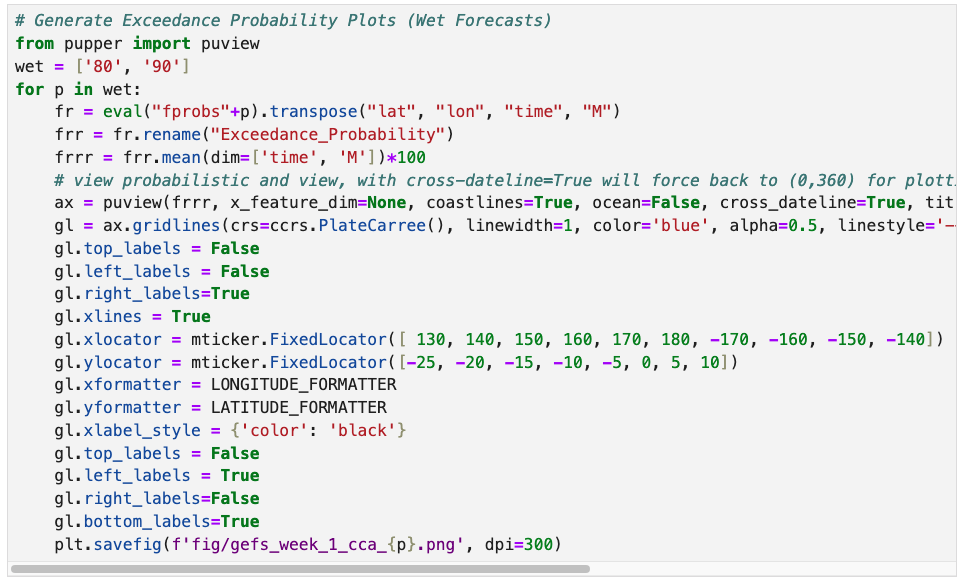 # Generate Exceedance Probability Plots (Wet Forecasts)
from pupper import puview
wet = ['80', '90']
for p in wet:
    fr = eval("fprobs"+p).transpose("lat", "lon", "time", "M")
    frr = fr.rename("Exceedance_Probability")
    frrr = frr.mean(dim=['time', 'M'])*100
    # view probabilistic and view, with cross-dateline=True will force back to (0,360) for plotti
    ax = puview(frrr, x_feature_dim=None, coastlines=True, ocean=False, cross_dateline=True, tit
    gl = ax.gridlines(crs=ccrs.PlateCarree(), linewidth=1, color='blue', alpha=0.5, linestyle='--
    gl.top_labels = False
    gl.left_labels = False
    gl.right_labels=True
    gl.xlines = True
    gl.xlocator = mticker.FixedLocator([ 130, 140, 150, 160, 170, 180, -170, -160, -150, -140])
    gl.ylocator = mticker.FixedLocator([-25, -20, -15, -10, -5, 0, 5, 10])
    gl.xformatter = LONGITUDE_FORMATTER
    gl.yformatter = LATITUDE_FORMATTER
    gl.xlabel_style = {'color': 'black'}
    gl.top_labels = False
    gl.left_labels = True
    gl.right_labels=False
    gl.bottom_labels=True
    plt.savefig(f'fig/gefs_week_1_cca_{p}.png', dpi=300)